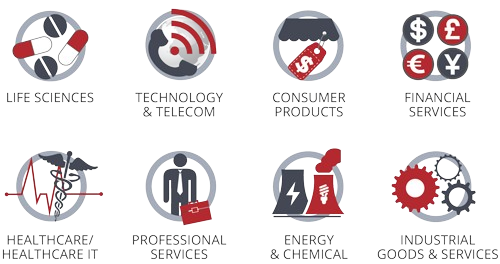 $ £
€ ¥
$
LIFE SCIENCES
TECHNOLOGY
& TELECOM
CONSUMER
PRODUCTS
FINANCIAL
SERVICES
HEALTHCARE/
HEALTHCARE IT
PROFESSIONAL
SERVICES
ENERGY
& CHEMICAL
INDUSTRIAL
GOODS & SERVICES